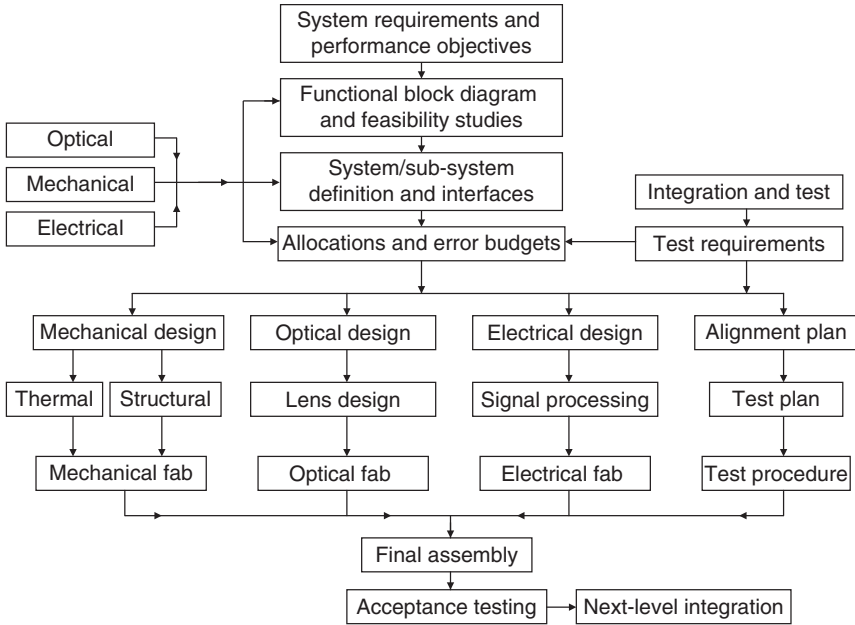 System requirements and
performance objectives
Functional block diagram
and feasibility studies
Optical
Mechanical
Electrical
System/sub-system
definition and interfaces
Integration and test
Allocations and error budgets
Test requirements
Mechanical design
Optical design
Electrical design
Alignment plan
Thermal
Structural
Lens design
Signal processing
Test plan
Mechanical fab
Optical fab
Electrical fab
Test procedure
Final assembly
Acceptance testing
Next-level integration